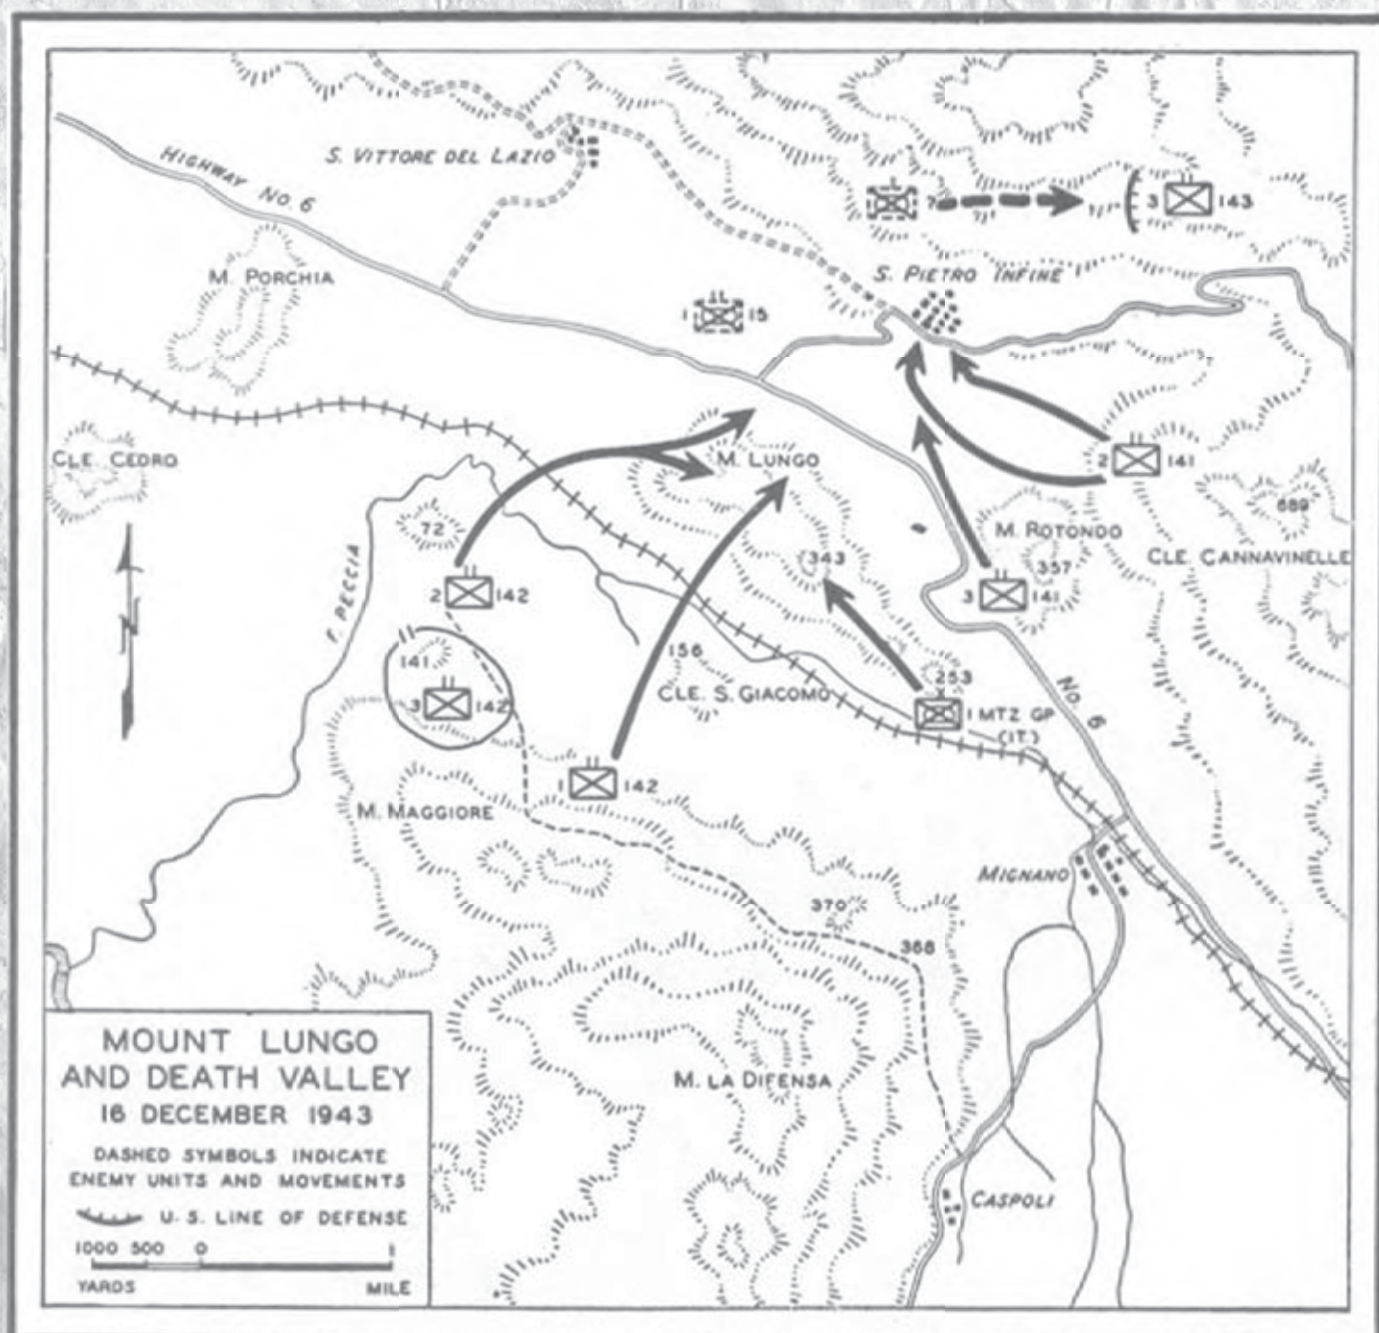 S. VITTORE DEL LAZIO
HIGHWAY No. 6
3 143
?
M. PORCHIA
S. PIETRO INFINE
1 15
CLE. CEDRO
M. LUNGO
2 141
689
72
M. ROTONDO
343
CLE. CANNAVINELLE
357
F. PECCIA
2 142
3 141
N
141
156
3 142
253
CLE. S. GIACOMO
No. 6
1 MTZ GP
(IT.)
1 142
M. MAGGIORE
MIGNANO
370
368
MOUNT LUNGO
AND DEATH VALLEY
16 DECEMBER 1943
M. LA DIFENSA
DASHED SYMBOLS INDICATE
ENEMY UNITS AND MOVEMENTS
CASPOLI
U. S. LINE OF DEFENSE
1000 500 0 1
YARDS MILE